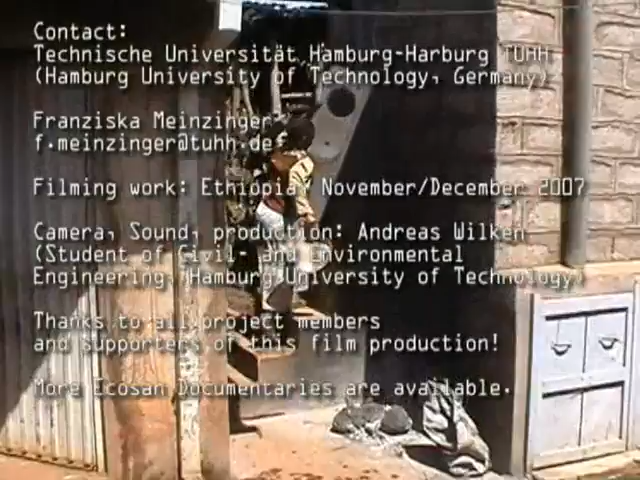 Contact:
Technische Universität Hamburg-Harburg TUHH
(Hamburg University of Technology, Germany)
Franziska Meinzinger
f.meinzinger@tuhh.de
Filming work: Ethiopia, November/December 2007
Camera, Sound, production: Andreas Wilken
(Student of Civil- and Environmental
Engineering, Hamburg University of Technology)
Thanks to all project members
and supporters of this film production!
More Ecosan Documentaries are available.